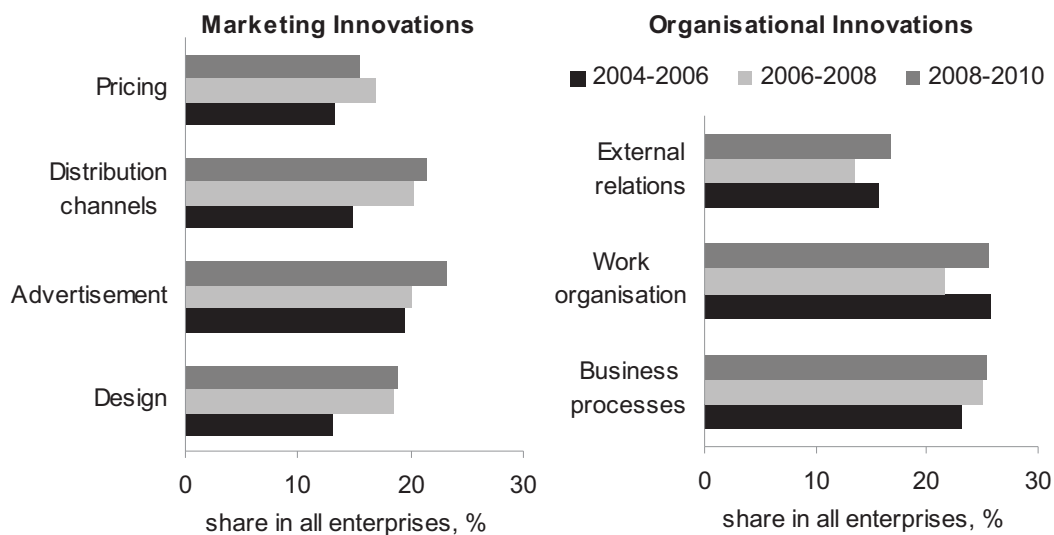 Marketing Innovations
Pricing
Distribution
channels
Advertisement
Design
0 10 20 30
share in all enterprises, %
Organisational Innovations
2004-2006 2006-2008 2008-2010
External
relations
Work
organisation
Business
processes
0 10 20 30
share in all enterprises, %